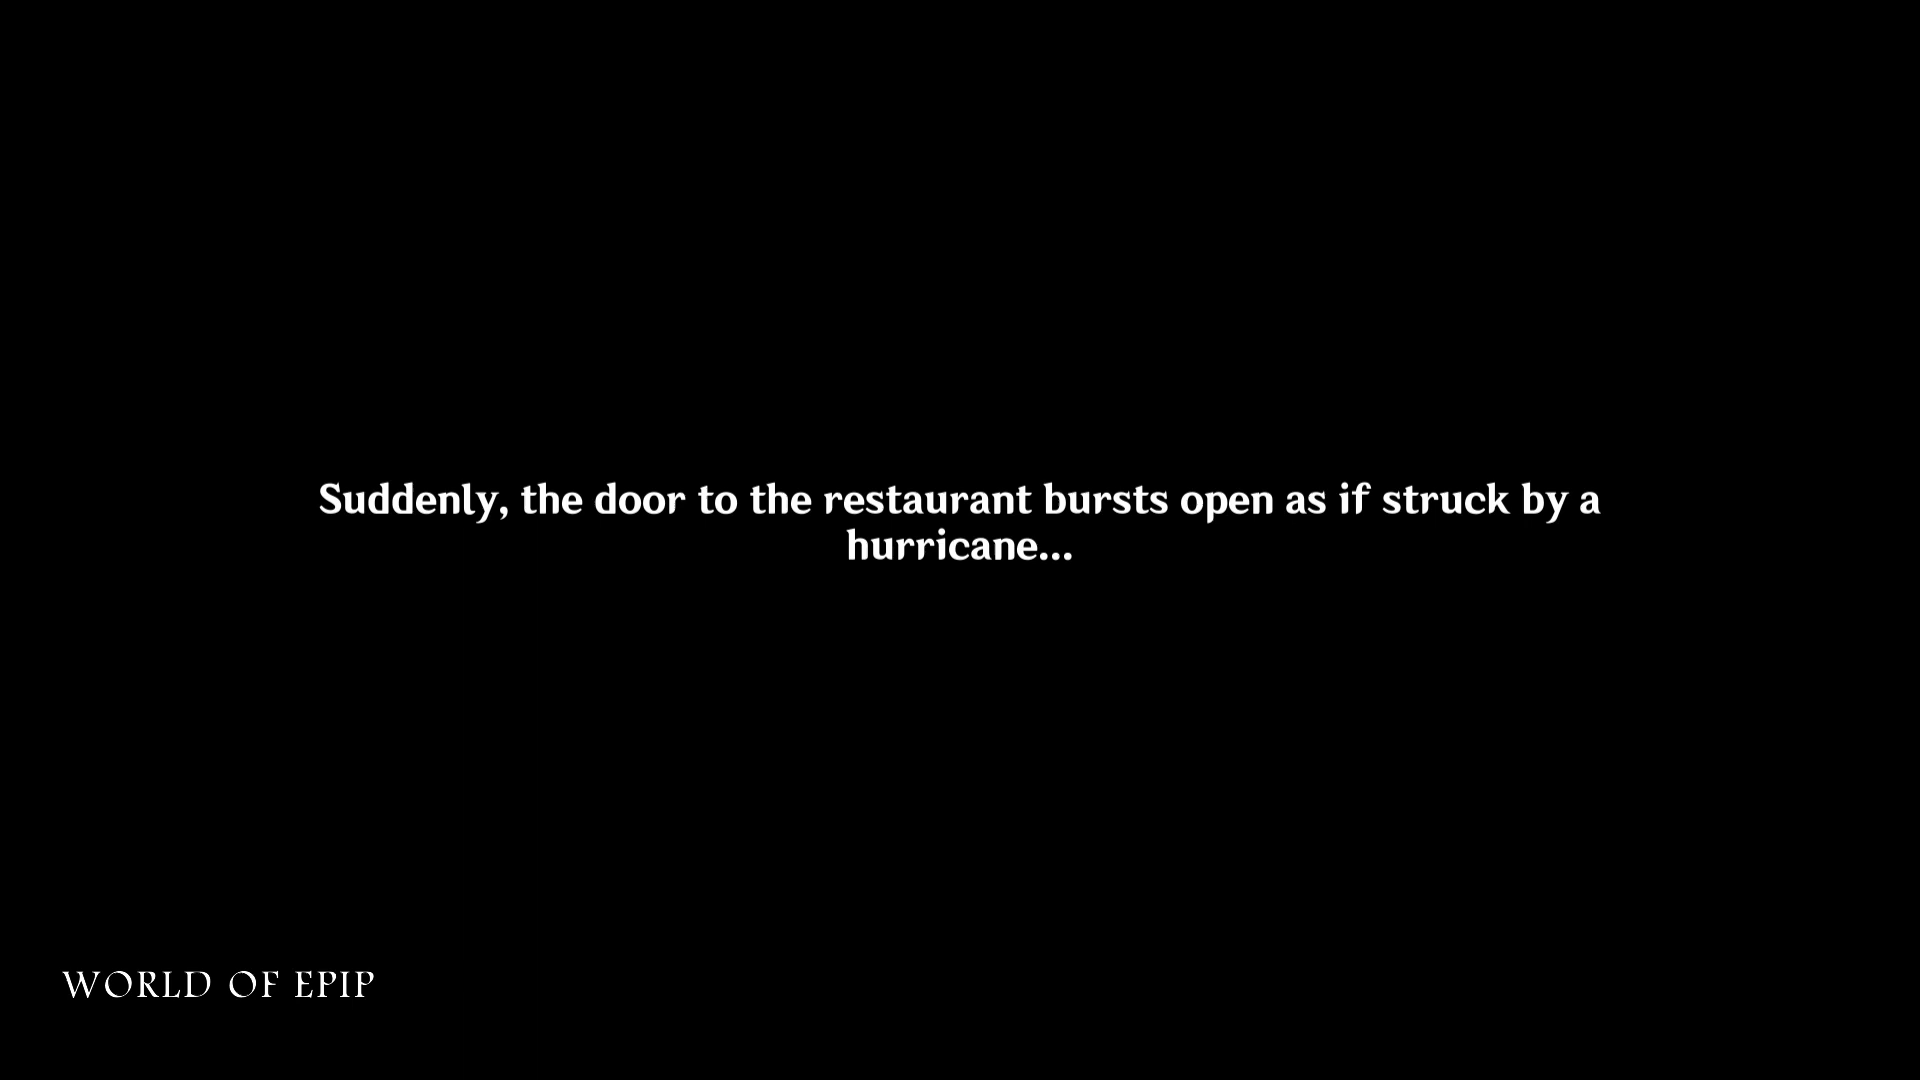 Suddenly, the door to the restaurant bursts open as if struck by a
hurricane...
WORLD OF EPIP